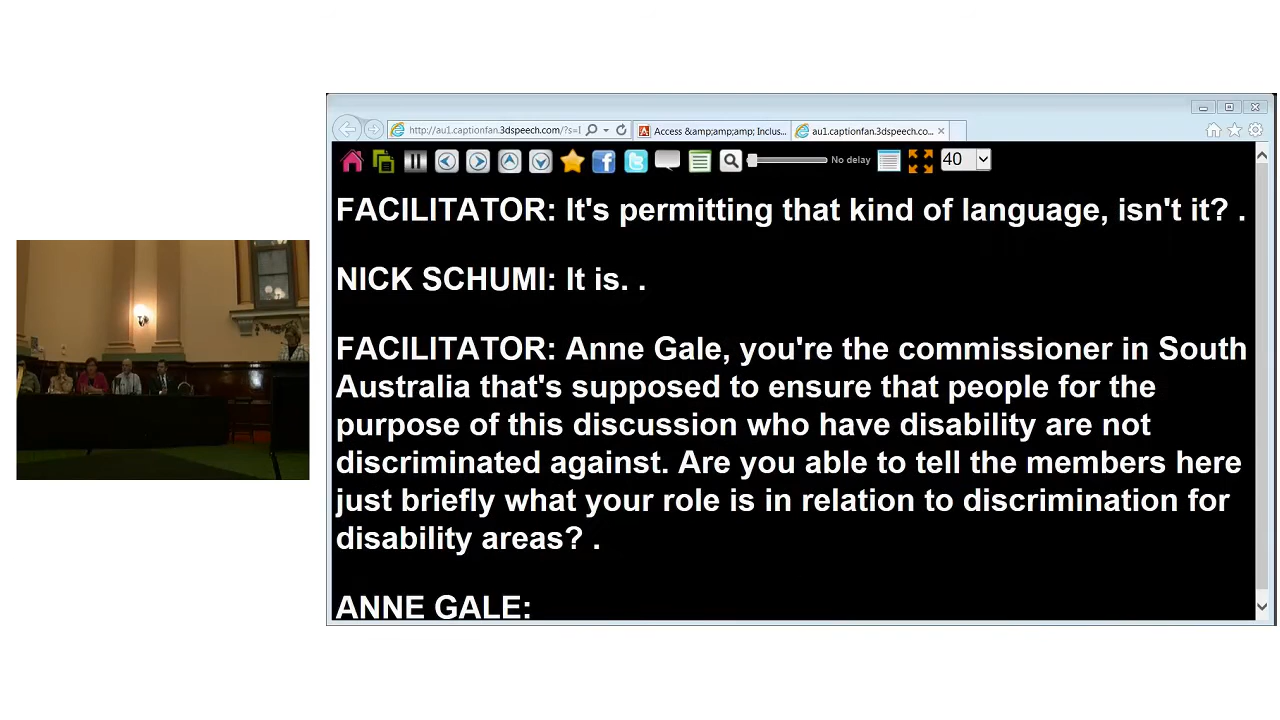 http://au1.captionfan.3dspeech.com/?s=I
Access &amp;amp;amp; Inclus...
au1.captionfan.3dspeech.co...
No delay
40
FACILITATOR: It's permitting that kind of language, isn't it? .
NICK SCHUMI: It is. .
FACILITATOR: Anne Gale, you're the commissioner in South
Australia that's supposed to ensure that people for the
purpose of this discussion who have disability are not
discriminated against. Are you able to tell the members here
just briefly what your role is in relation to discrimination for
disability areas? .
ANNE GALE: